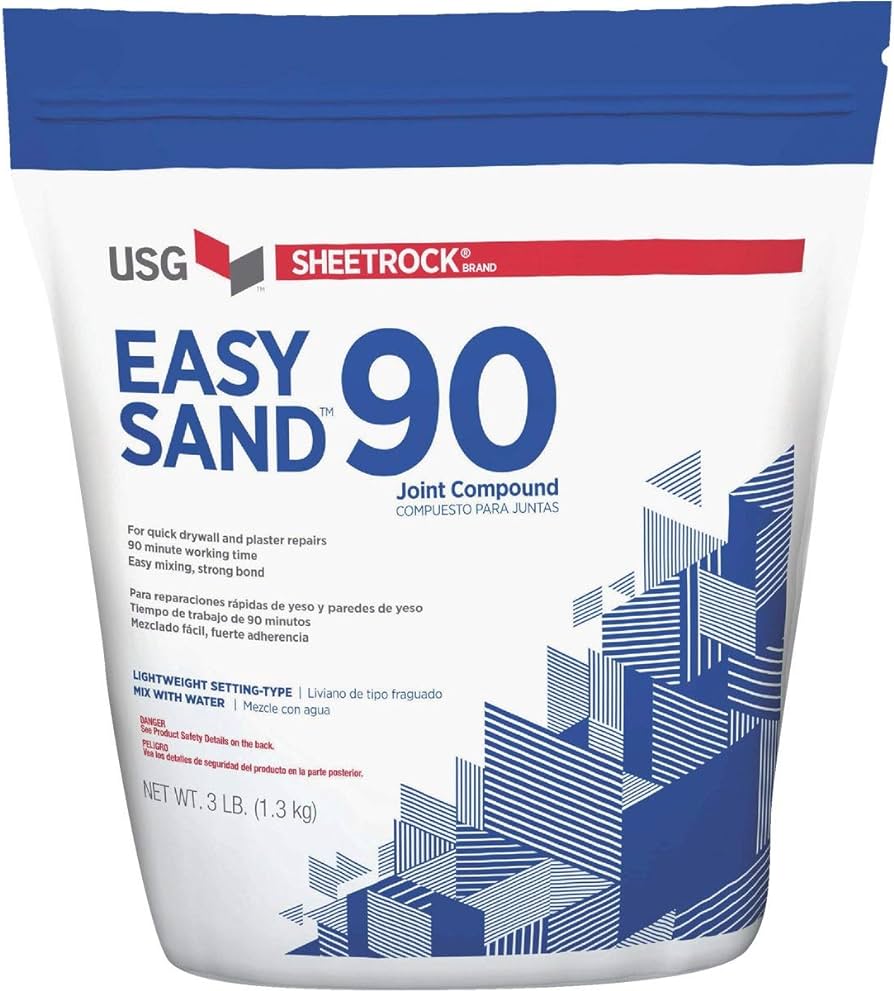 USG ™ SHEETROCK® BRAND
EASY
SAND™ 90
Joint Compound
COMPUESTO PARA JUNTAS
For quick drywall and plaster repairs
90 minute working time
Easy mixing, strong bond
Para reparaciones rápidas de yeso y paredes de yeso
Tiempo de trabajo de 90 minutos
Mezclado fácil, fuerte adherencia
LIGHTWEIGHT SETTING-TYPE | Liviano de tipo fraguado
MIX WITH WATER | Mezcle con agua
DANGER
See Product Safety Details on the back.
PELIGRO
Vea los detalles de seguridad del producto en la parte posterior.
NET WT. 3 LB. (1.3 kg)